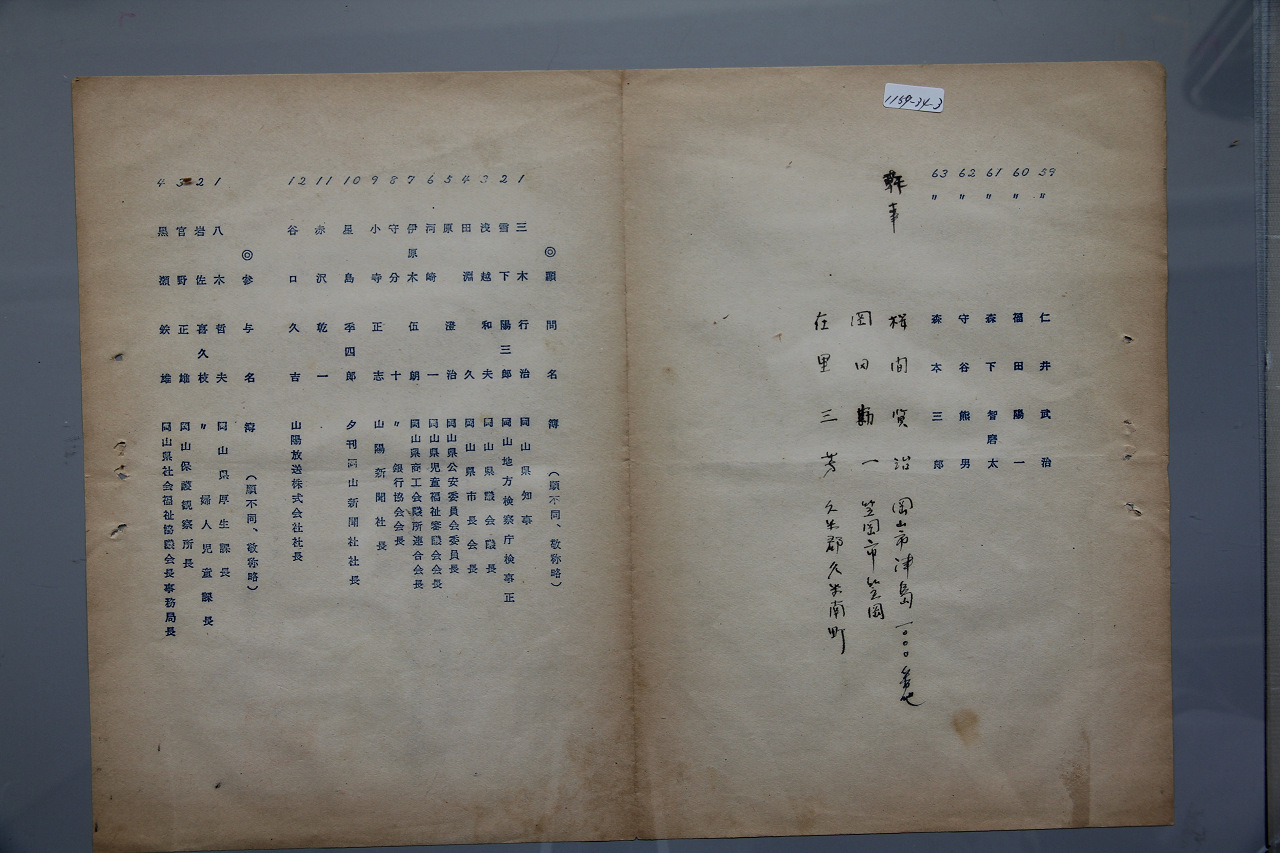 1159-34-3
59 〃 仁井武治
60 〃 福田陽一
61 〃 森下智磨太
62 〃 守谷熊男
63 〃 森本三郎
幹事
間賢治 岡山市津島一〇〇〇番地
岡田勘一 笠岡市笠岡
在里三芳 久米郡久米南町
◎顧問名簿(順不同、敬称略)
1 三木行治 岡山県知事
2 雪下陽三郎 岡山地方検察庁検事正
3 浅越和夫 岡山県議会議長
4 田淵久 岡山県市長会長
5 原澄治 岡山県公安委員会委員長
6 河崎一 岡山県児童福祉審議会会長
7 伊原木伍朗 岡山県商工会議所連合会長
8 守分十 〃銀行協会会長
9 小寺正志 山陽新聞社長
10 星島季四郎 夕刊岡山新聞社社長
11 赤沢乾一
12 谷口久吉 山陽放送株式会社社長
◎参与名簿(順不同、敬称略)
1 八木哲夫 岡山県厚生課長
2 岩佐喜久枝 〃婦人児童課長
3 官野正雄 岡山保護観察所長
4 黒瀬鉄雄 岡山県社会福祉協議会長事務局長